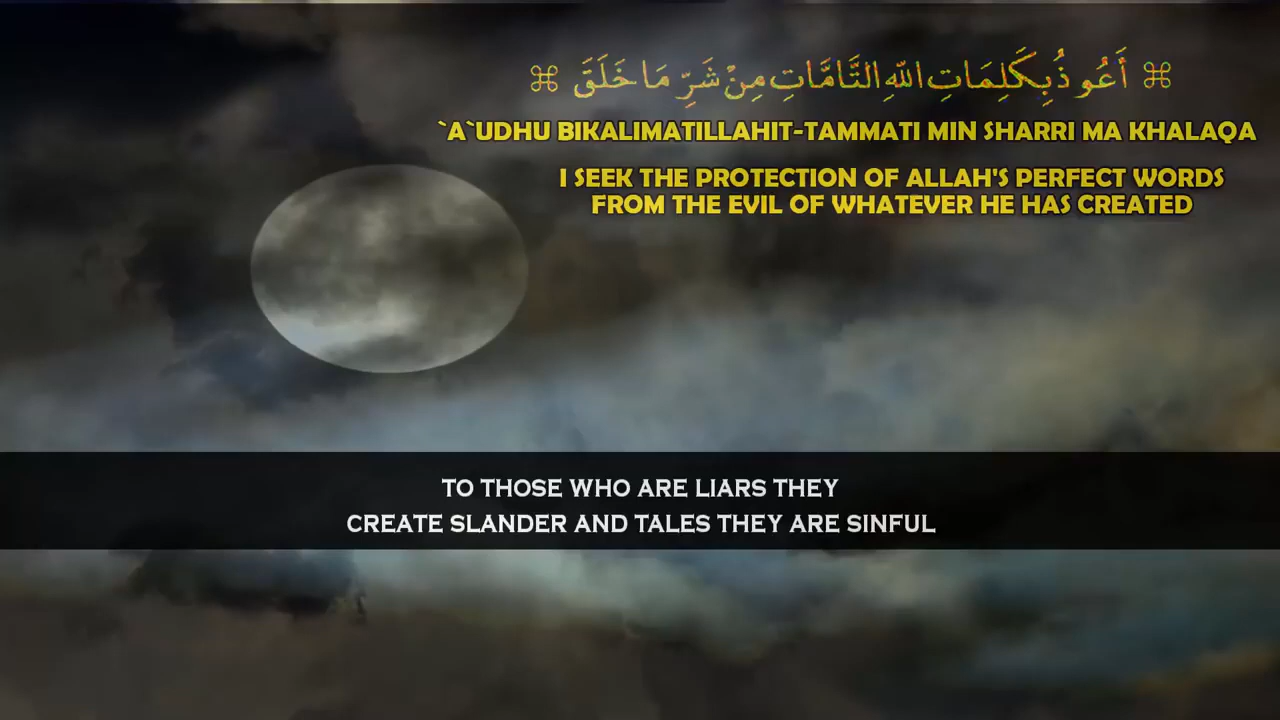 ⌘ أَعُوذُ بِكَلِمَاتِ اللّٰهِ التَّامَّاتِ مِنْ شَرِّ مَا خَلَقَ ⌘
`A`UDHU BIKALIMATILLAHIT-TAMMATI MIN SHARRI MA KHALAQA
I SEEK THE PROTECTION OF ALLAH'S PERFECT WORDS
FROM THE EVIL OF WHATEVER HE HAS CREATED
TO THOSE WHO ARE LIARS THEY
CREATE SLANDER AND TALES THEY ARE SINFUL